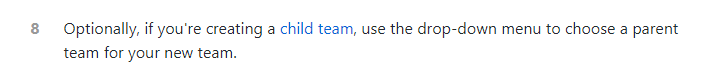 8 Optionally, if you're creating a child team, use the drop-down menu to choose a parent
team for your new team.